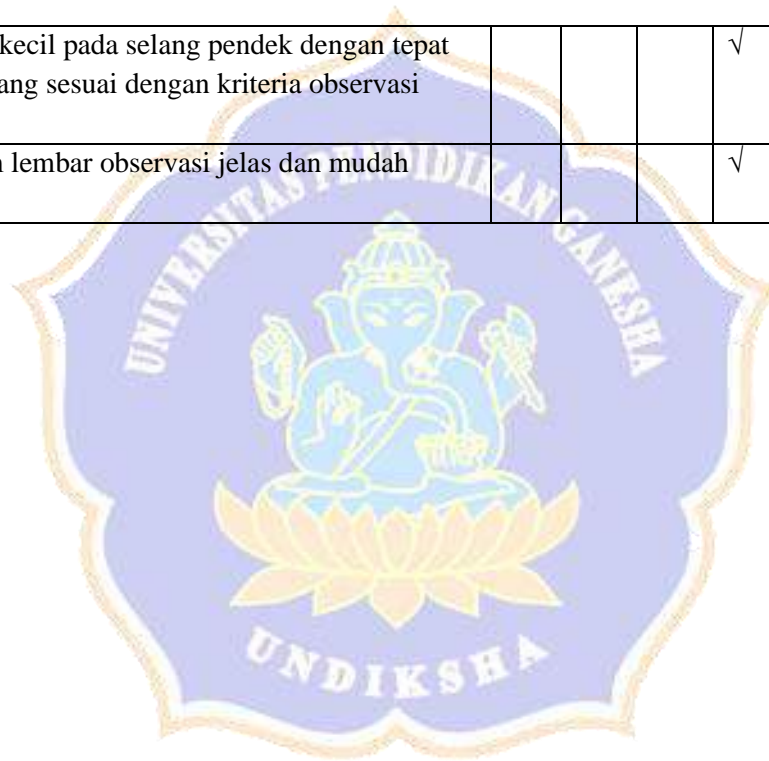 kecil pada selang pendek dengan tepat √
ang sesuai dengan kriteria observasi
lembar observasi jelas dan mudah √
UNIVERSITAS PENDIDIKAN GANESHA
UNDIKSHA